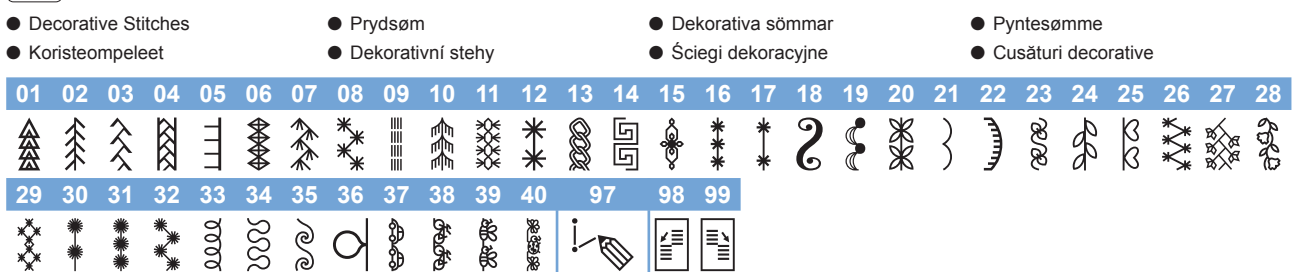 ● Decorative Stitches ● Prydsøm ● Dekorativa sömmar ● Pyntesømme
● Koristeompeleet ● Dekorativní stehy ● Ściegi dekoracyjne ● Cusături decorative
01 02 03 04 05 06 07 08 09 10 11 12 13 14 15 16 17 18 19 20 21 22 23 24 25 26 27 28
29 30 31 32 33 34 35 36 37 38 39 40 97 98 99